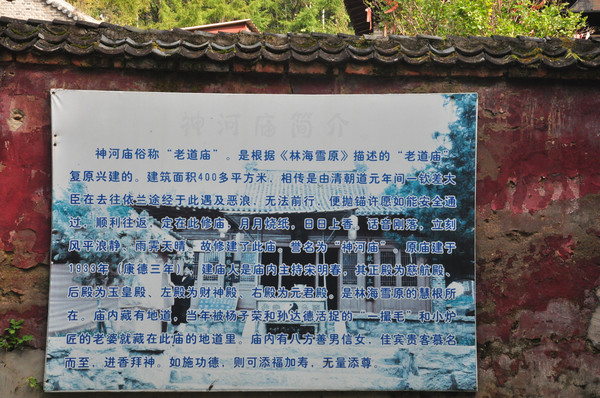 神河庙简介
神河庙俗称“老道庙”。是根据《林海雪原》描述的“老道庙”
复原兴建的。建筑面积400多平方米。相传是由清朝道元年间一钦差大
臣在去往依兰途经于此遇及恶浪，无法前行，便抛锚许愿如能安全通
过，顺利往返，定在此修庙，月月烧纸，日日上香，话音刚落，立刻
风平浪静，雨雾天晴，故修建了此庙，誉名为“神河庙”，原庙建于
1933年（康德三年），建庙人是庙内主持宋明春，其正殿为慈航殿、
后殿为玉皇殿、左殿为财神殿，右殿为元君殿。是林海雪原的慧根所
在，庙内藏有地道，当年被杨子荣和孙达德活捉的“一撮毛”和小炉
匠的老婆就藏在此庙的地道里。庙内有八方善男信女，佳宾贵客慕名
而至，进香拜神。如施功德，则可添福加寿，无量添尊。